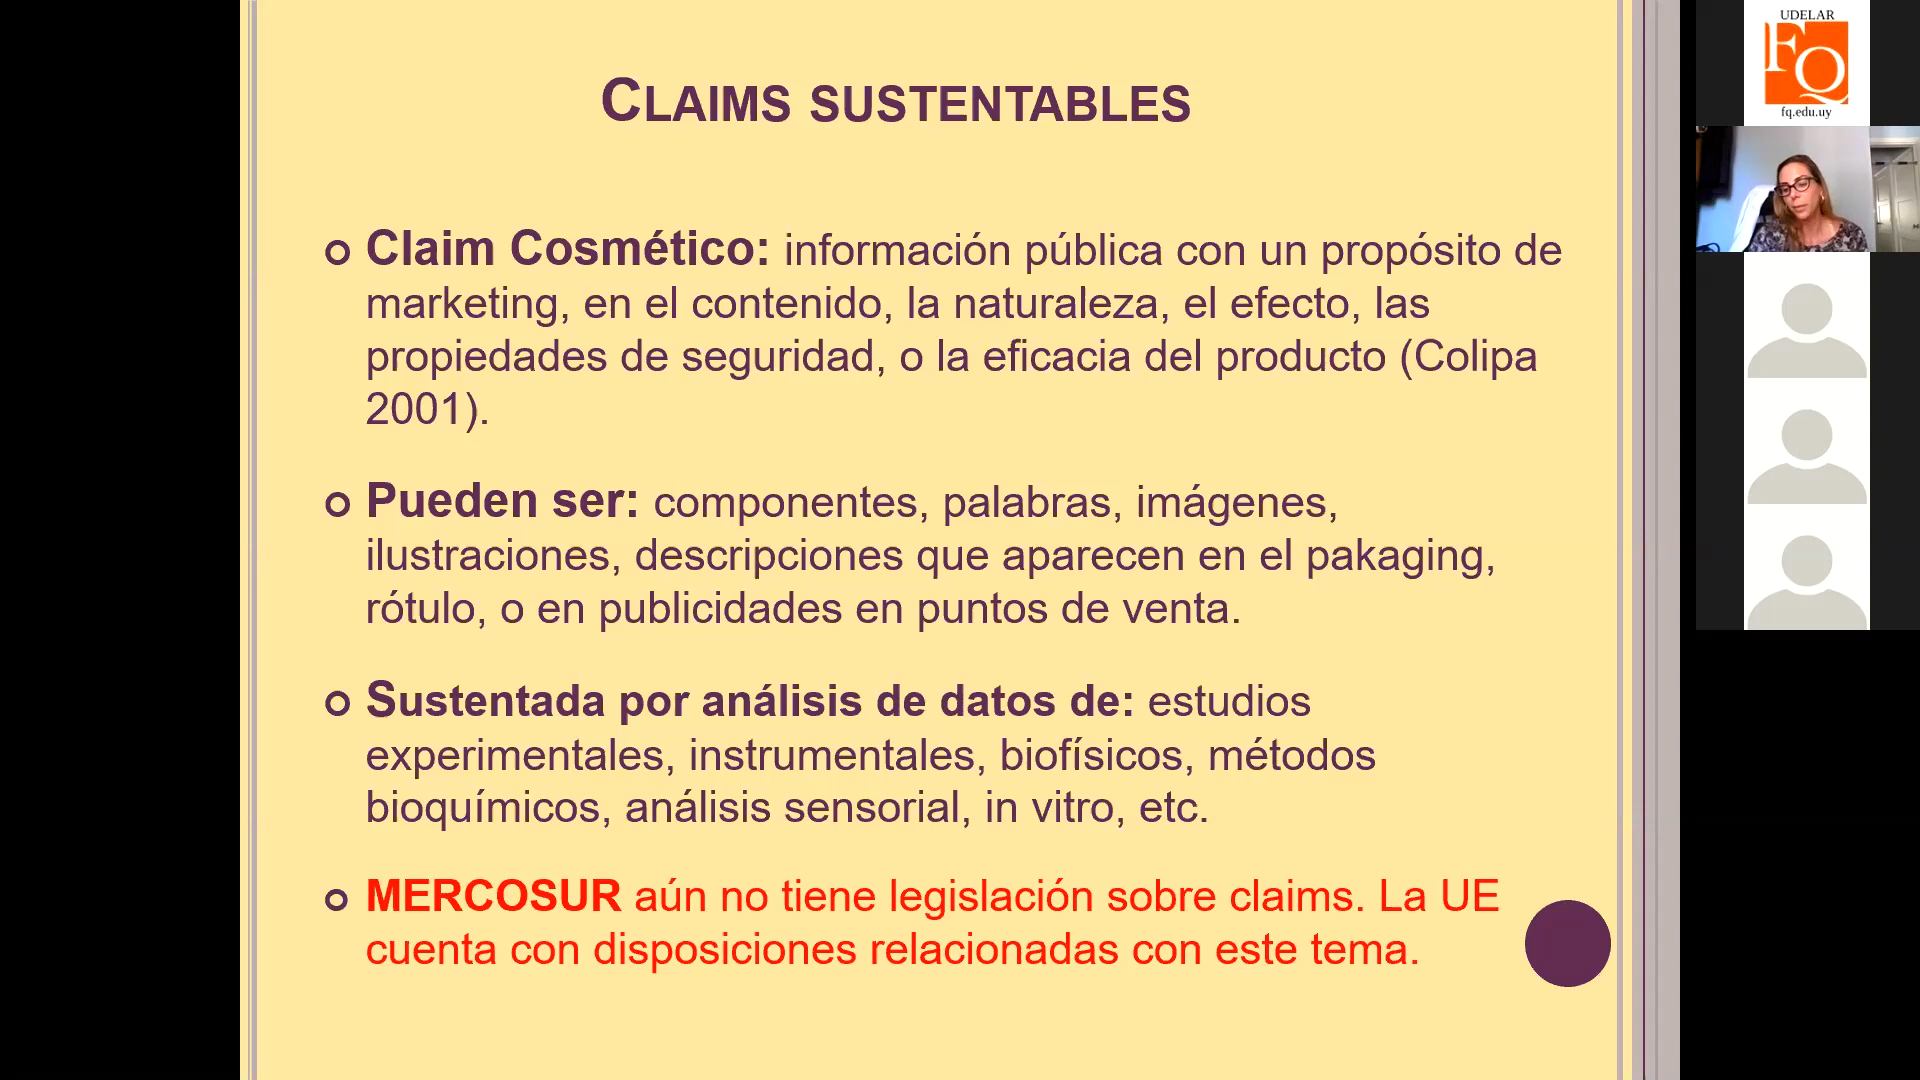 CLAIMS SUSTENTABLES
Claim Cosmético: información pública con un propósito de
marketing, en el contenido, la naturaleza, el efecto, las
propiedades de seguridad, o la eficacia del producto (Colipa
2001).
Pueden ser: componentes, palabras, imágenes,
ilustraciones, descripciones que aparecen en el pakaging,
rótulo, o en publicidades en puntos de venta.
Sustentada por análisis de datos de: estudios
experimentales, instrumentales, biofísicos, métodos
bioquímicos, análisis sensorial, in vitro, etc.
MERCOSUR aún no tiene legislación sobre claims. La UE
cuenta con disposiciones relacionadas con este tema.
UDELAR
FQ
fq.edu.uy